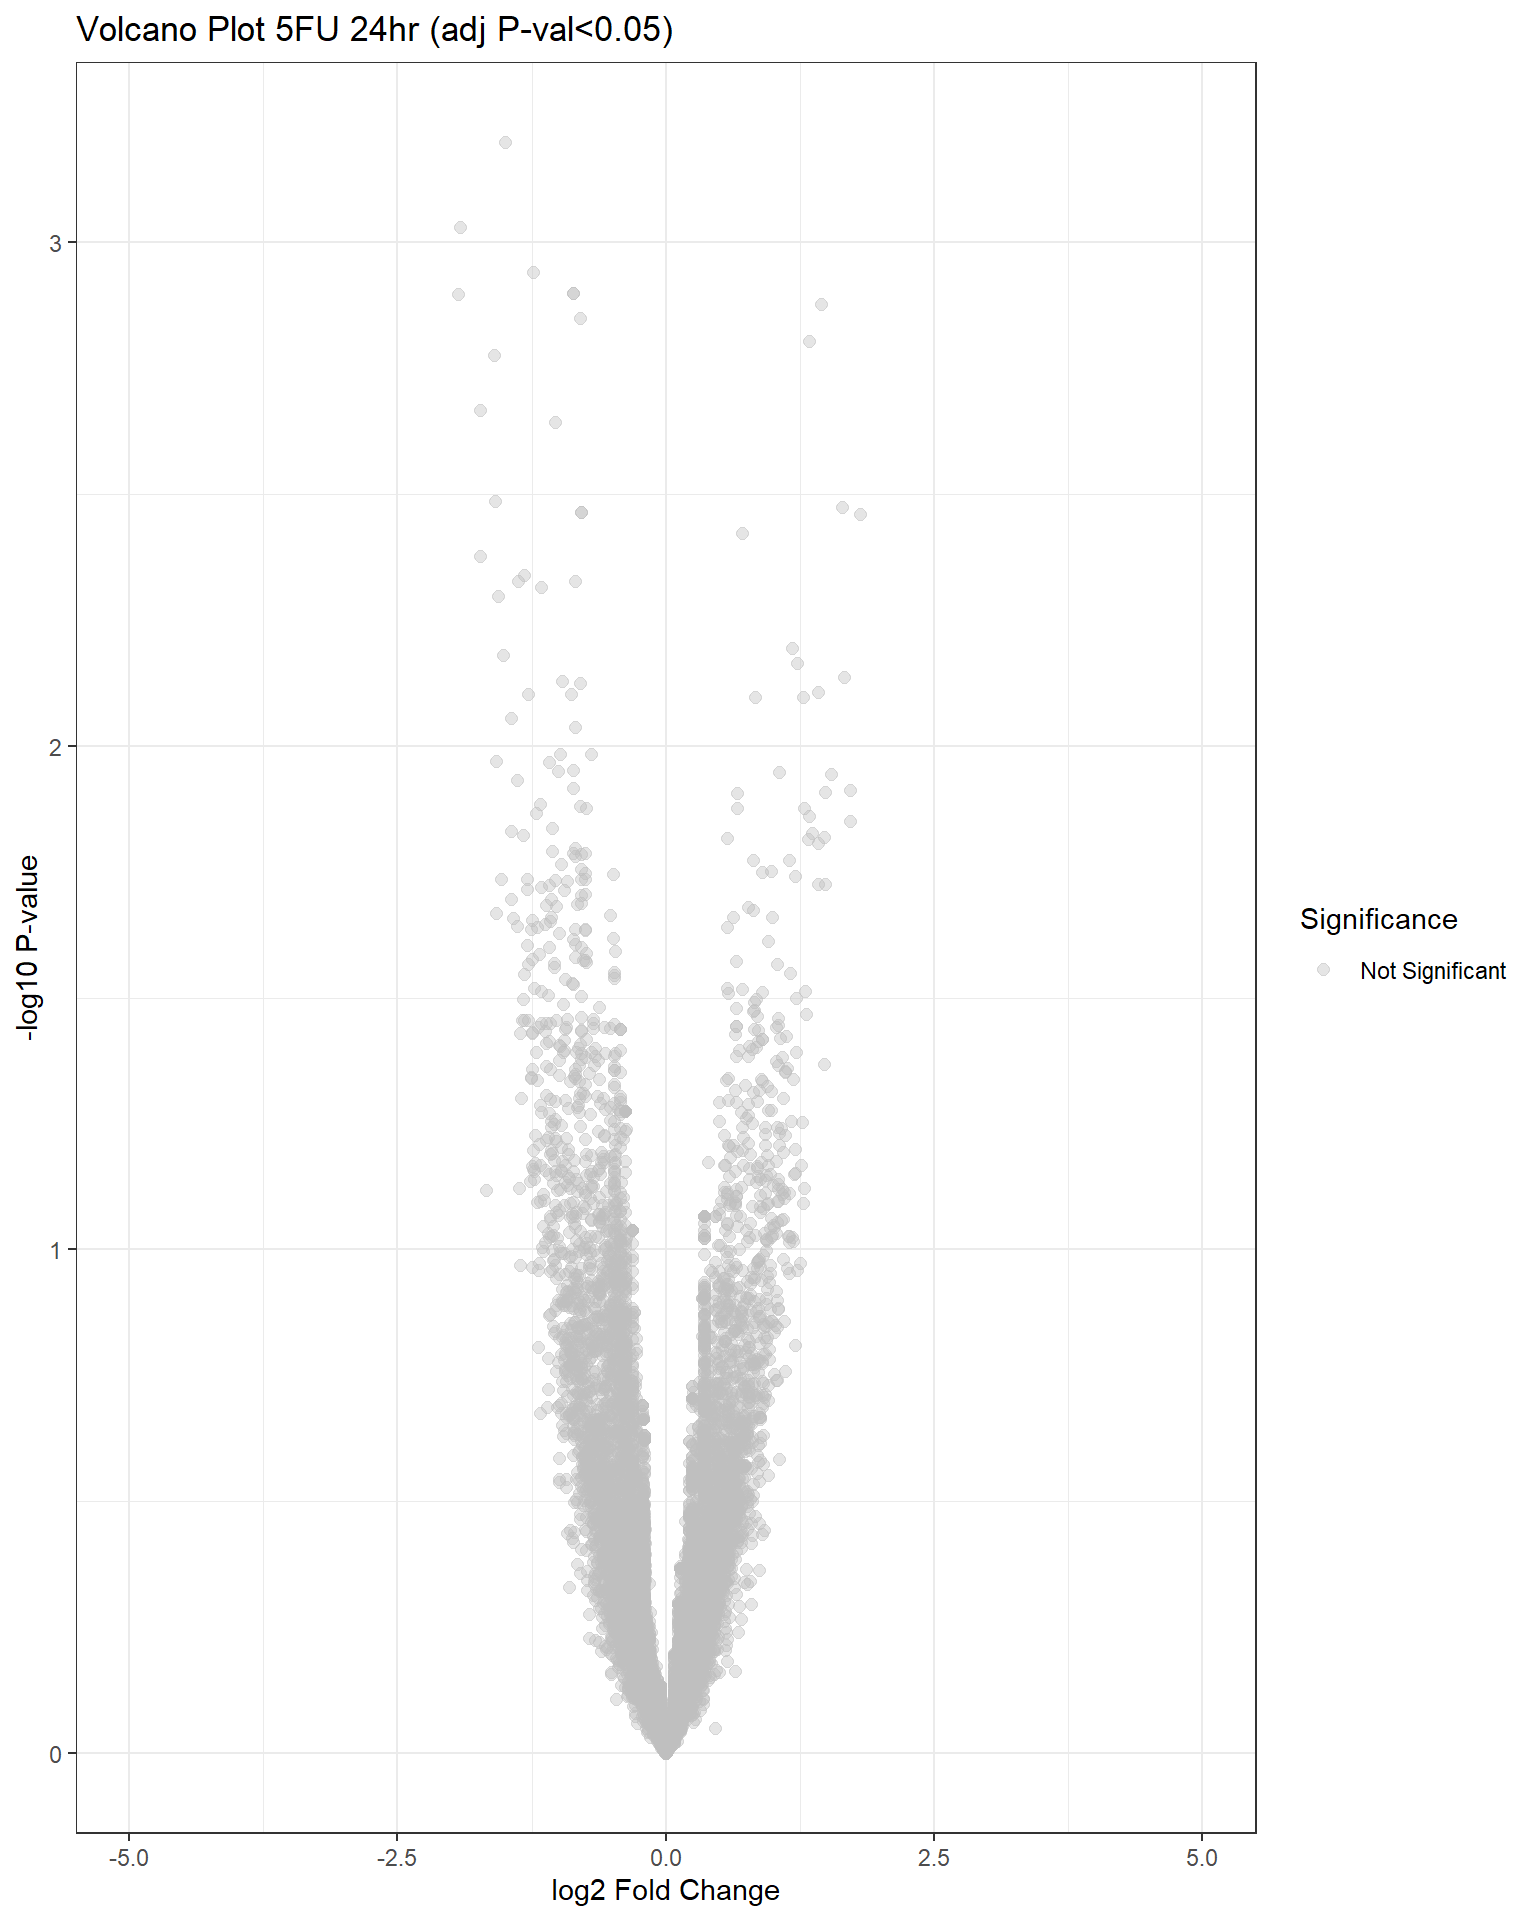 Volcano Plot 5FU 24hr (adj P-val<0.05)
3
2
1
0
-log10 P-value
-5.0
-2.5
0.0
2.5
5.0
log2 Fold Change
Significance
Not Significant